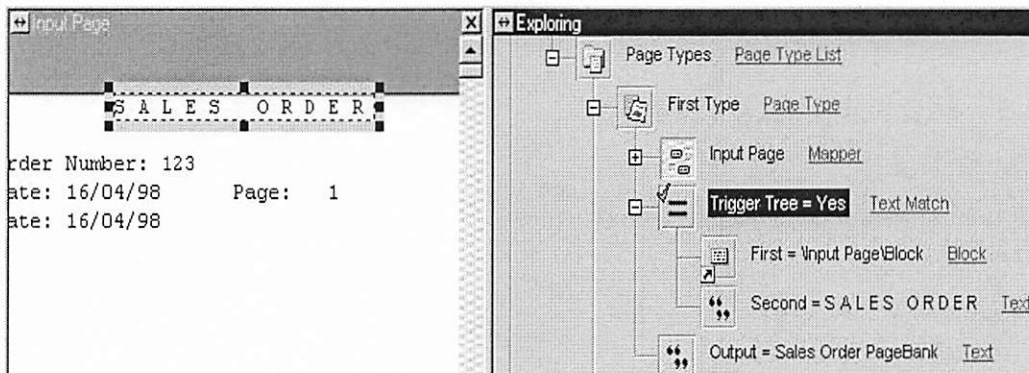 Input Page
S A L E S   O R D E R
rder Number: 123
ate: 16/04/98 Page: 1
ate: 16/04/98
Exploring
Page Types Page Type List
First Type Page Type
Input Page Mapper
Trigger Tree = Yes Text Match
First = \Input Page\Block Block
Second = S A L E S   O R D E R Text
Output = Sales Order PageBank Text